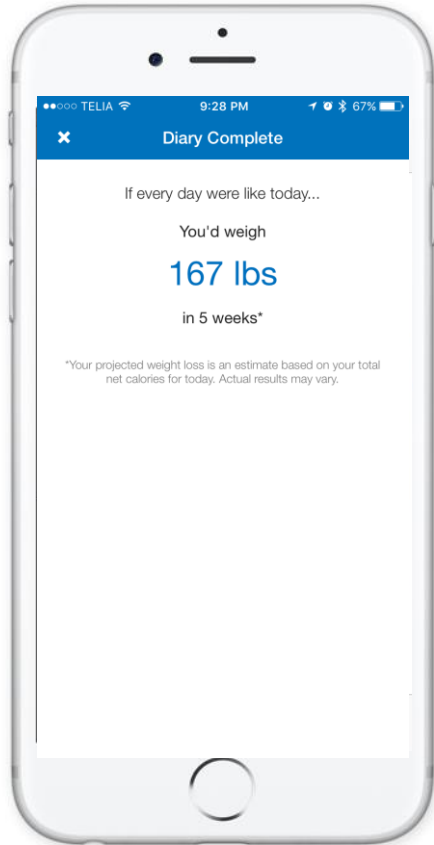 TELIA 9:28 PM 67%
Diary Complete
If every day were like today...
You'd weigh
167 lbs
in 5 weeks*
*Your projected weight loss is an estimate based on your total
net calories for today. Actual results may vary.